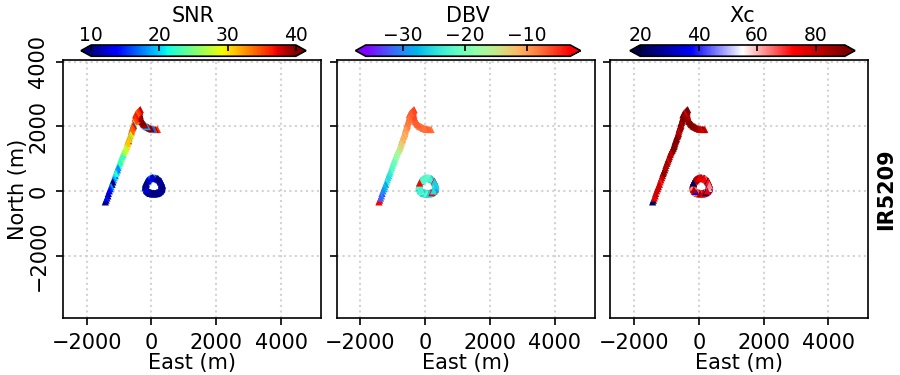 SNR DBV Xc
10 20 30 40 −30 −20 −10 20 40 60 80
4000
2000
0
−2000
North (m)
IR5209
−2000 0 2000 4000 −2000 0 2000 4000 −2000 0 2000 4000
East (m) East (m) East (m)